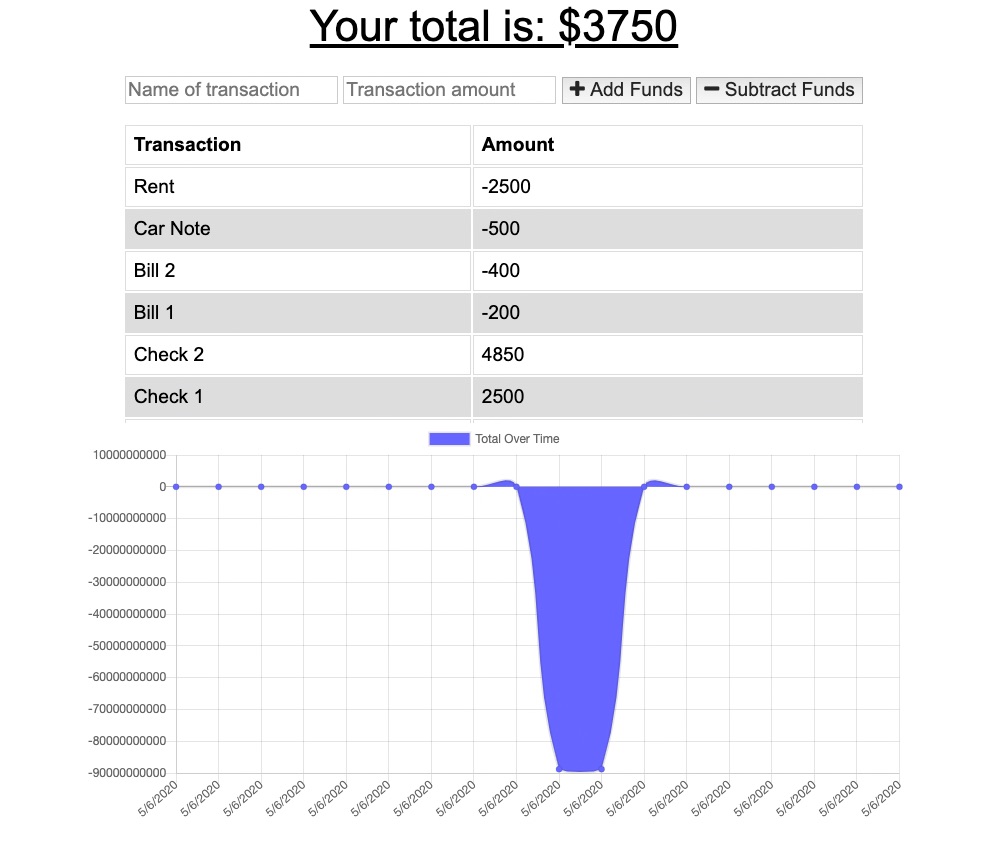 Your total is: $3750
Name of transaction Transaction amount + Add Funds − Subtract Funds
Transaction Amount
Rent -2500
Car Note -500
Bill 2 -400
Bill 1 -200
Check 2 4850
Check 1 2500
Total Over Time
10000000000
0
-10000000000
-20000000000
-30000000000
-40000000000
-50000000000
-60000000000
-70000000000
-80000000000
-90000000000
5/6/2020 5/6/2020 5/6/2020 5/6/2020 5/6/2020 5/6/2020 5/6/2020 5/6/2020 5/6/2020 5/6/2020 5/6/2020 5/6/2020 5/6/2020 5/6/2020 5/6/2020 5/6/2020 5/6/2020 5/6/2020